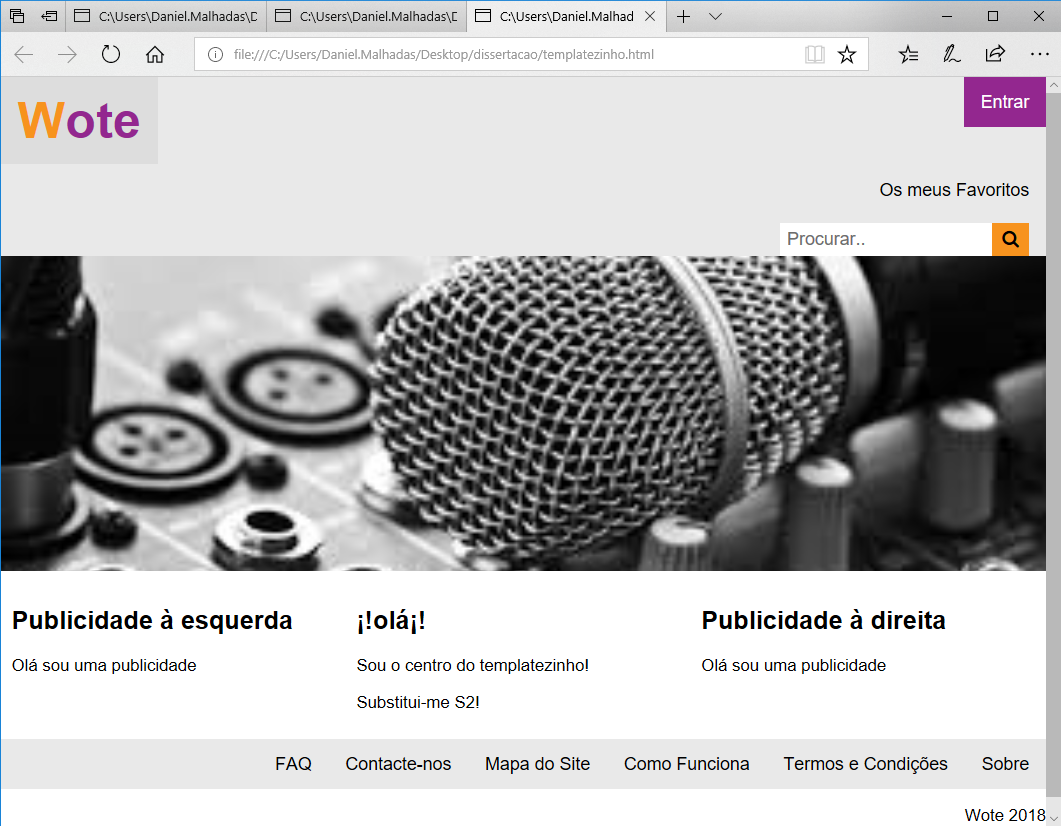 C:\Users\Daniel.Malhadas\D
C:\Users\Daniel.Malhadas\D
C:\Users\Daniel.Malhad
file:///C:/Users/Daniel.Malhadas/Desktop/dissertacao/templatezinho.html
Wote
Entrar
Os meus Favoritos
Procurar..
Publicidade à esquerda
Olá sou uma publicidade
¡!olá¡!
Sou o centro do templatezinho!
Substitui-me S2!
Publicidade à direita
Olá sou uma publicidade
FAQ Contacte-nos Mapa do Site Como Funciona Termos e Condições Sobre
Wote 2018